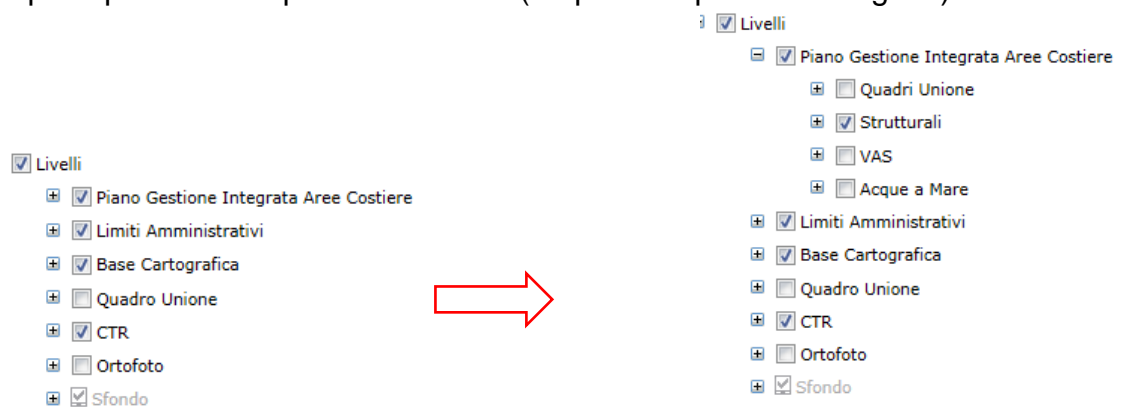 Livelli
Piano Gestione Integrata Aree Costiere
Limiti Amministrativi
Base Cartografica
Quadro Unione
CTR
Ortofoto
Sfondo
Livelli
Piano Gestione Integrata Aree Costiere
Quadri Unione
Strutturali
VAS
Acque a Mare
Limiti Amministrativi
Base Cartografica
Quadro Unione
CTR
Ortofoto
Sfondo